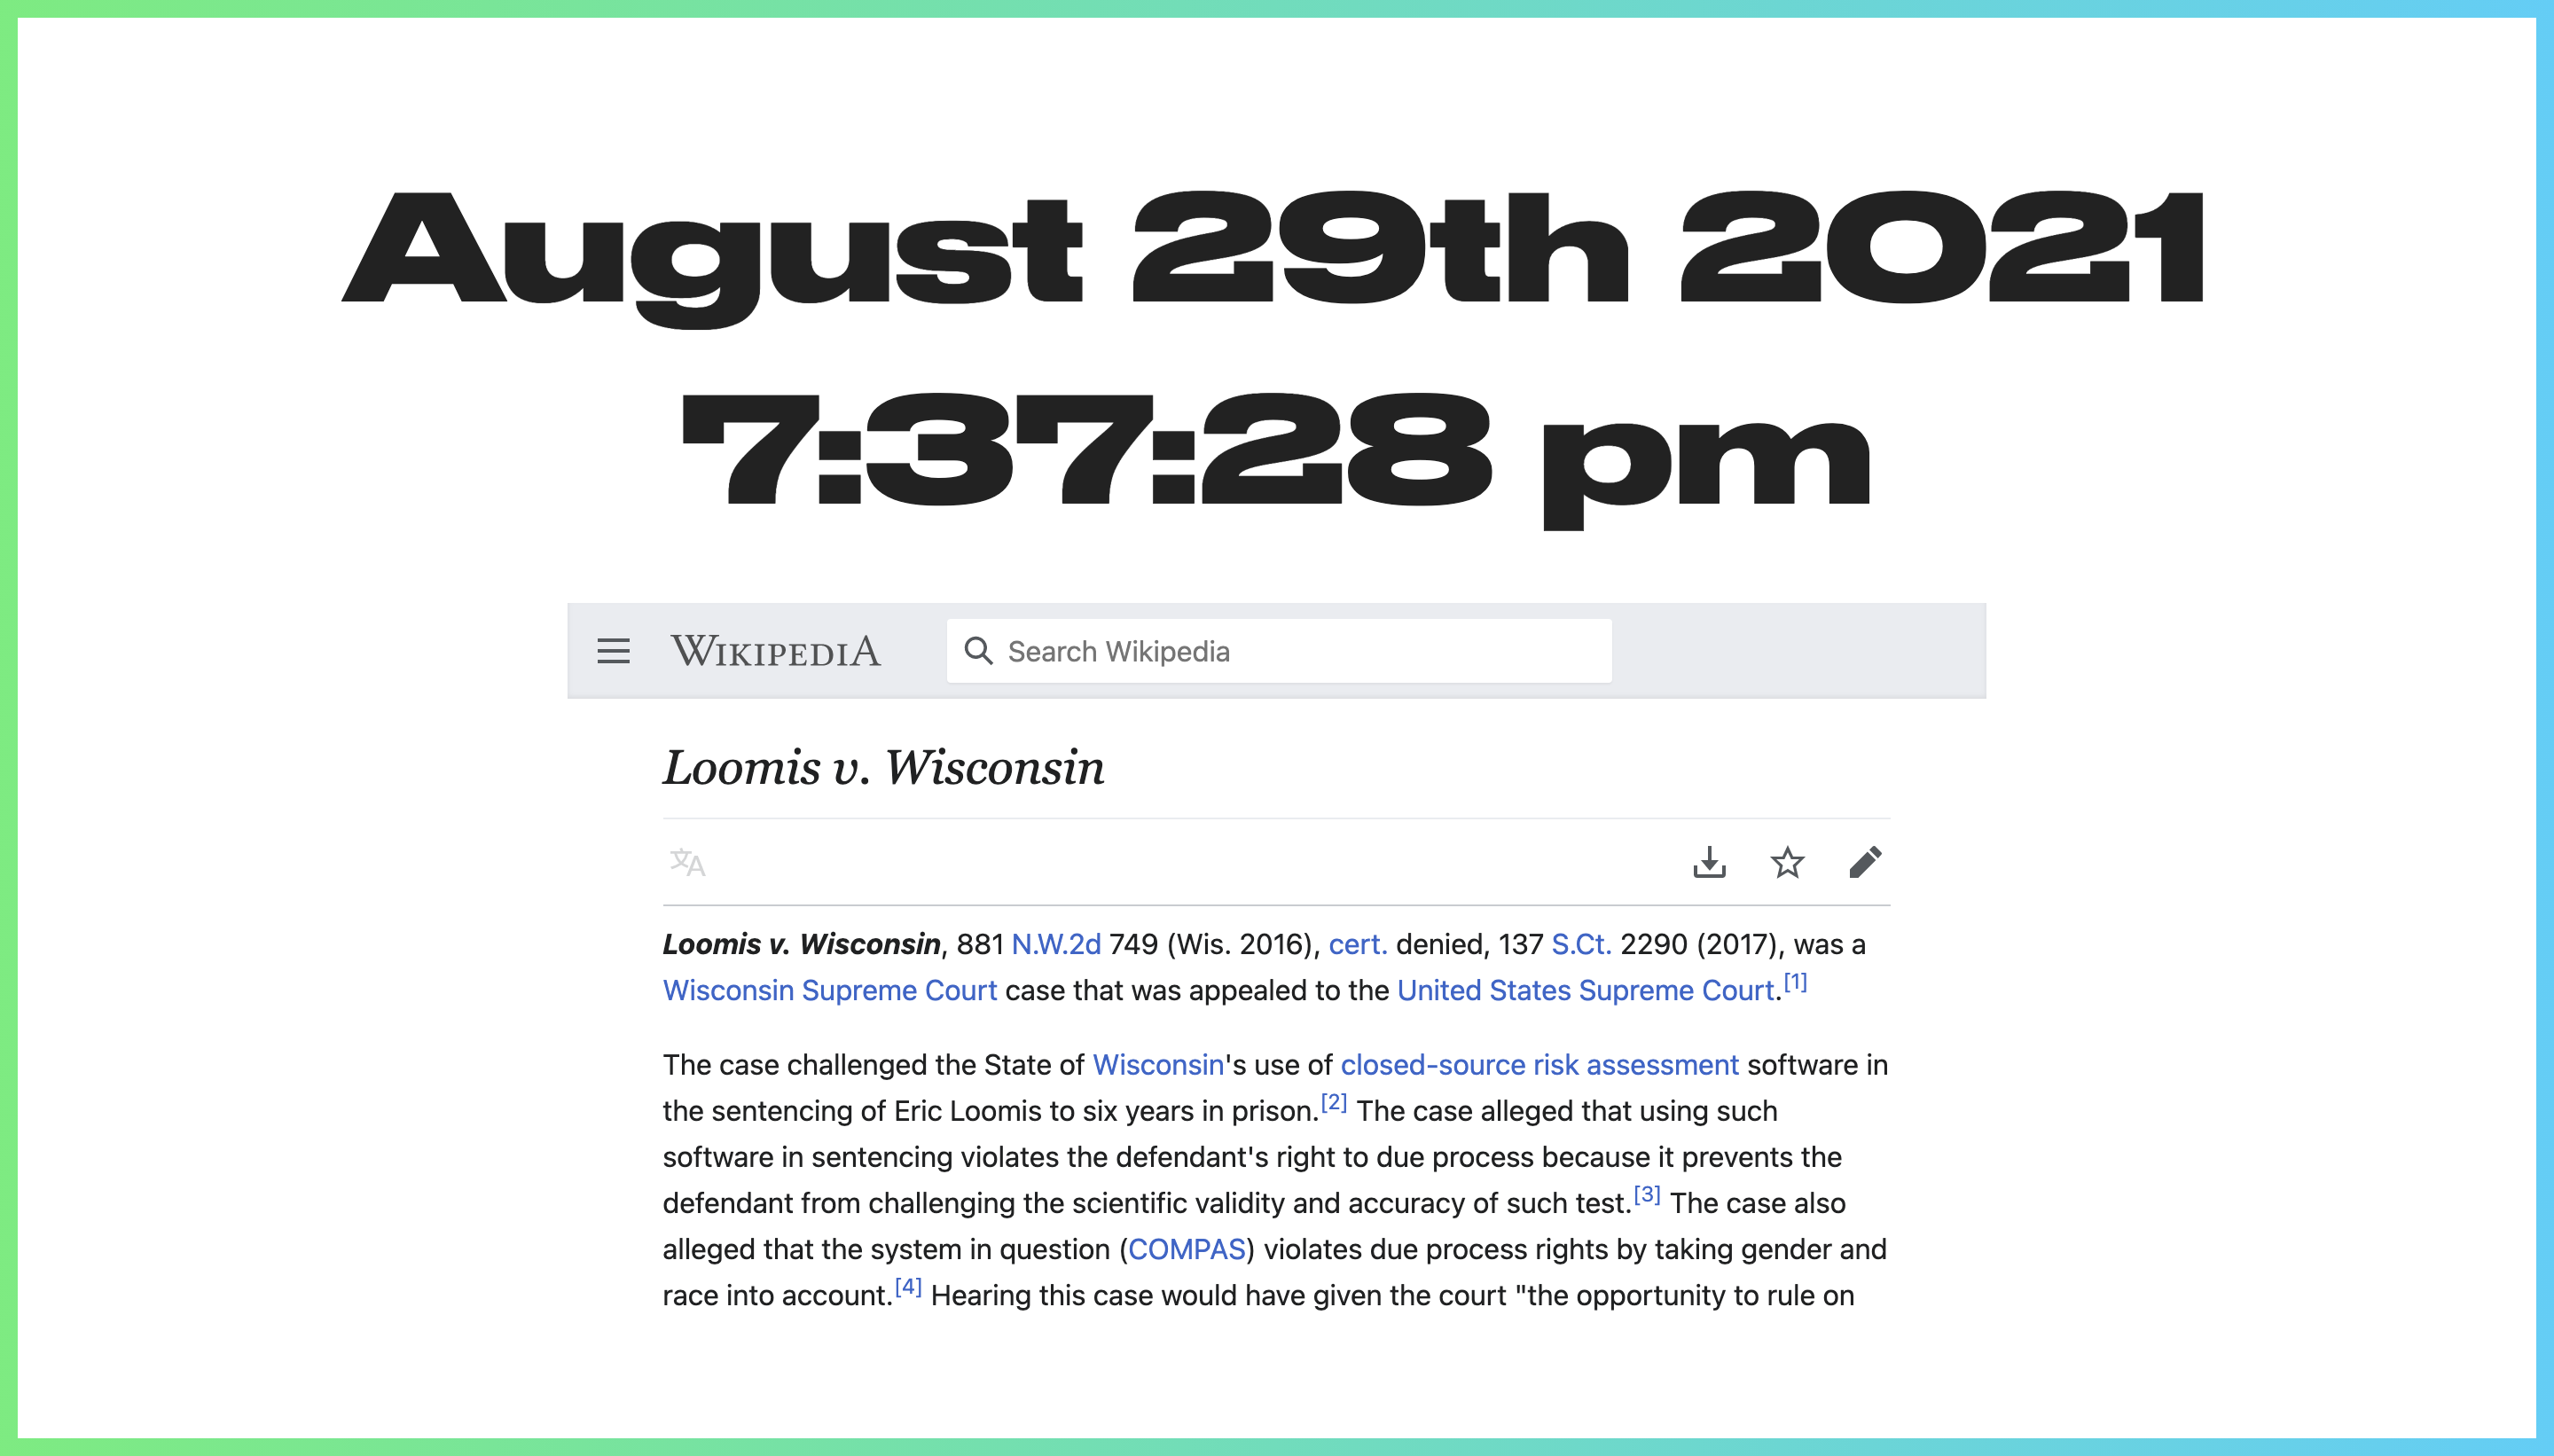 August 29th 2021
7:37:28 pm
WIKIPEDIA
Search Wikipedia
Loomis v. Wisconsin
文A
Loomis v. Wisconsin, 881 N.W.2d 749 (Wis. 2016), cert. denied, 137 S.Ct. 2290 (2017), was a
Wisconsin Supreme Court case that was appealed to the United States Supreme Court.[1]
The case challenged the State of Wisconsin's use of closed-source risk assessment software in
the sentencing of Eric Loomis to six years in prison.[2] The case alleged that using such
software in sentencing violates the defendant's right to due process because it prevents the
defendant from challenging the scientific validity and accuracy of such test.[3] The case also
alleged that the system in question (COMPAS) violates due process rights by taking gender and
race into account.[4] Hearing this case would have given the court "the opportunity to rule on